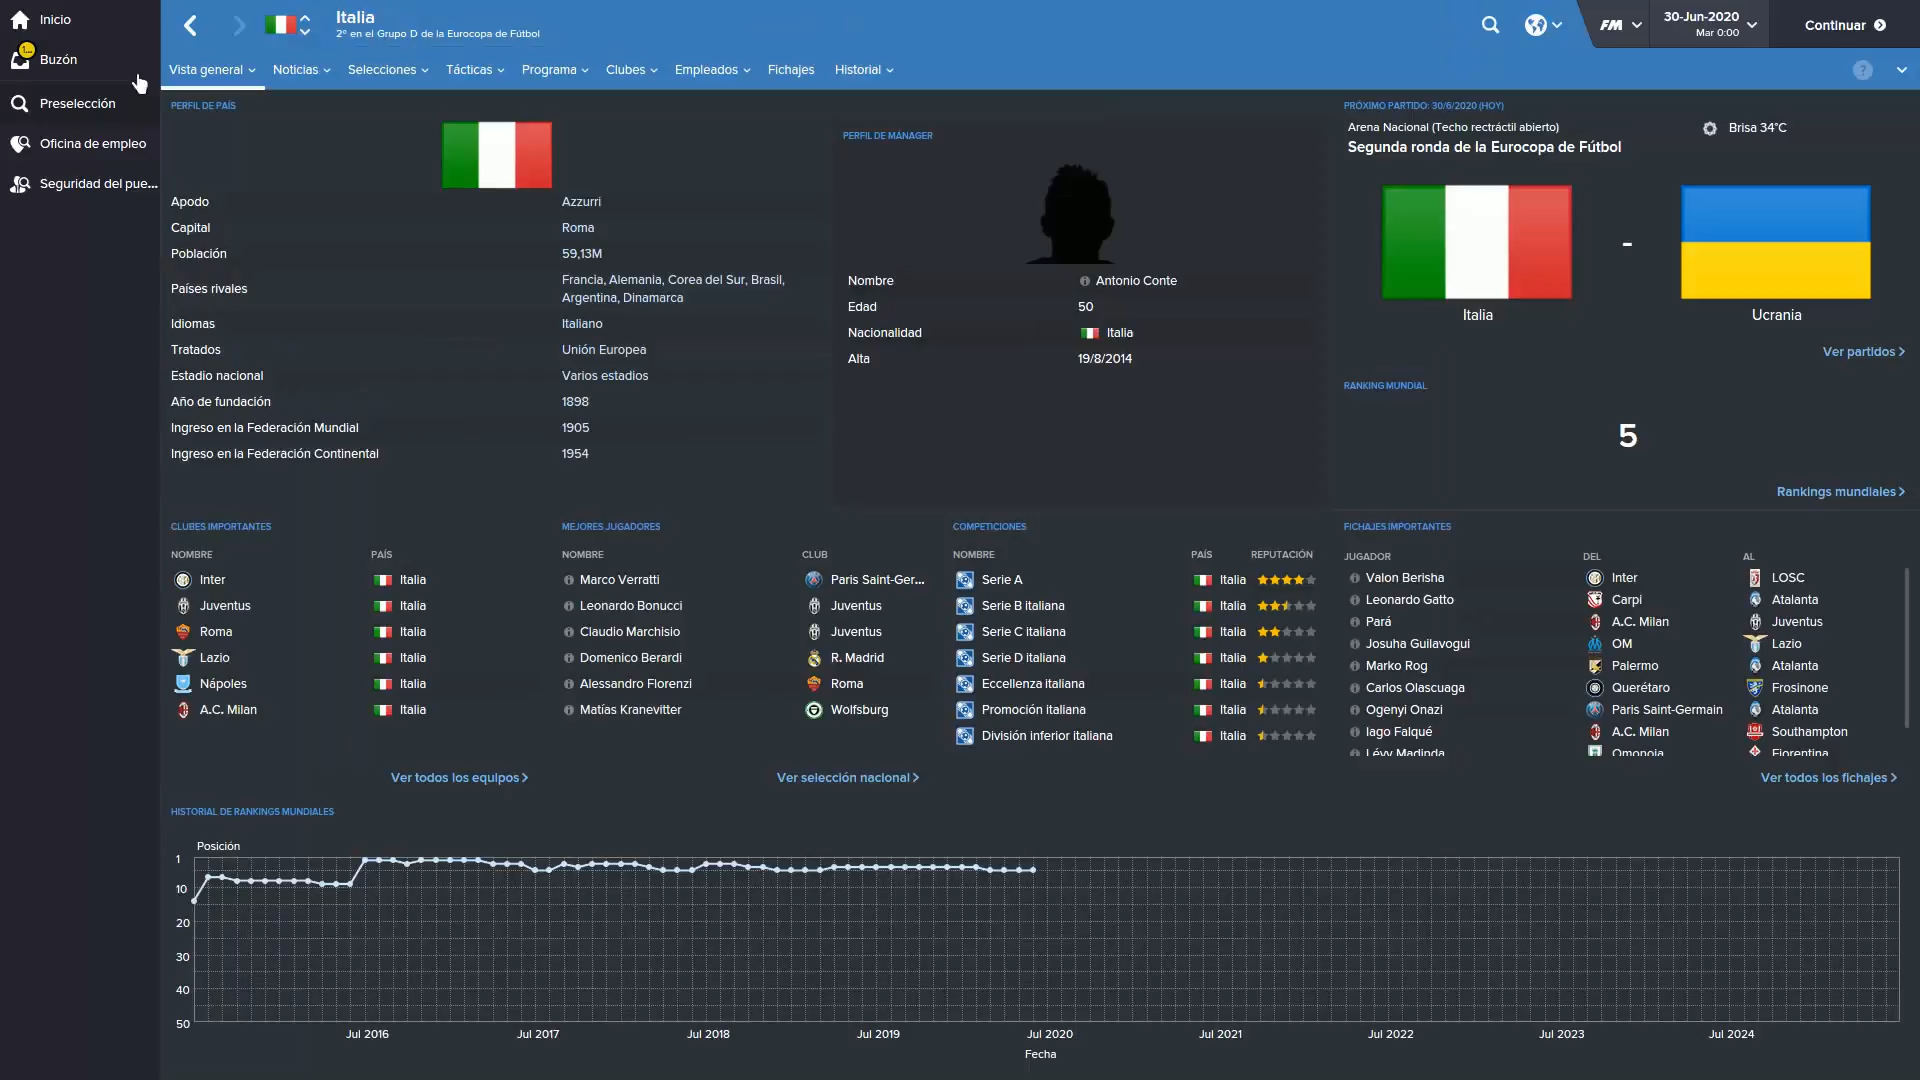 Inicio
Buzón
Preselección
Oficina de empleo
Seguridad del pue...
Italia
2º en el Grupo D de la Eurocopa de Fútbol
FM
30-Jun-2020
Mar 0:00
Continuar
Vista general
Noticias
Selecciones
Tácticas
Programa
Clubes
Empleados
Fichajes
Historial
?
PERFIL DE PAÍS
Apodo Azzurri
Capital Roma
Población 59,13M
Países rivales Francia, Alemania, Corea del Sur, Brasil,
Argentina, Dinamarca
Idiomas Italiano
Tratados Unión Europea
Estadio nacional Varios estadios
Año de fundación 1898
Ingreso en la Federación Mundial 1905
Ingreso en la Federación Continental 1954
PERFIL DE MÁNAGER
Nombre Antonio Conte
Edad 50
Nacionalidad Italia
Alta 19/8/2014
PRÓXIMO PARTIDO: 30/6/2020 (HOY)
Arena Nacional (Techo rectráctil abierto) Brisa 34°C
Segunda ronda de la Eurocopa de Fútbol
-
Italia Ucrania
Ver partidos
RANKING MUNDIAL
5
Rankings mundiales
CLUBES IMPORTANTES
NOMBRE PAÍS
Inter Italia
Juventus Italia
Roma Italia
Lazio Italia
Nápoles Italia
A.C. Milan Italia
Ver todos los equipos
MEJORES JUGADORES
NOMBRE CLUB
Marco Verratti Paris Saint-Ger...
Leonardo Bonucci Juventus
Claudio Marchisio Juventus
Domenico Berardi R. Madrid
Alessandro Florenzi Roma
Matías Kranevitter Wolfsburg
Ver selección nacional
COMPETICIONES
NOMBRE PAÍS REPUTACIÓN
Serie A Italia
Serie B italiana Italia
Serie C italiana Italia
Serie D italiana Italia
Eccellenza italiana Italia
Promoción italiana Italia
División inferior italiana Italia
FICHAJES IMPORTANTES
JUGADOR DEL AL
Valon Berisha Inter LOSC
Leonardo Gatto Carpi Atalanta
Pará A.C. Milan Juventus
Josuha Guilavogui OM Lazio
Marko Rog Palermo Atalanta
Carlos Olascuaga Querétaro Frosinone
Ogenyi Onazi Paris Saint-Germain Atalanta
Iago Falqué A.C. Milan Southampton
Lévy Madinda Omonoia Fiorentina
Ver todos los fichajes
HISTORIAL DE RANKINGS MUNDIALES
Posición
1
10
20
30
40
50
Jul 2016 Jul 2017 Jul 2018 Jul 2019 Jul 2020 Jul 2021 Jul 2022 Jul 2023 Jul 2024
Fecha